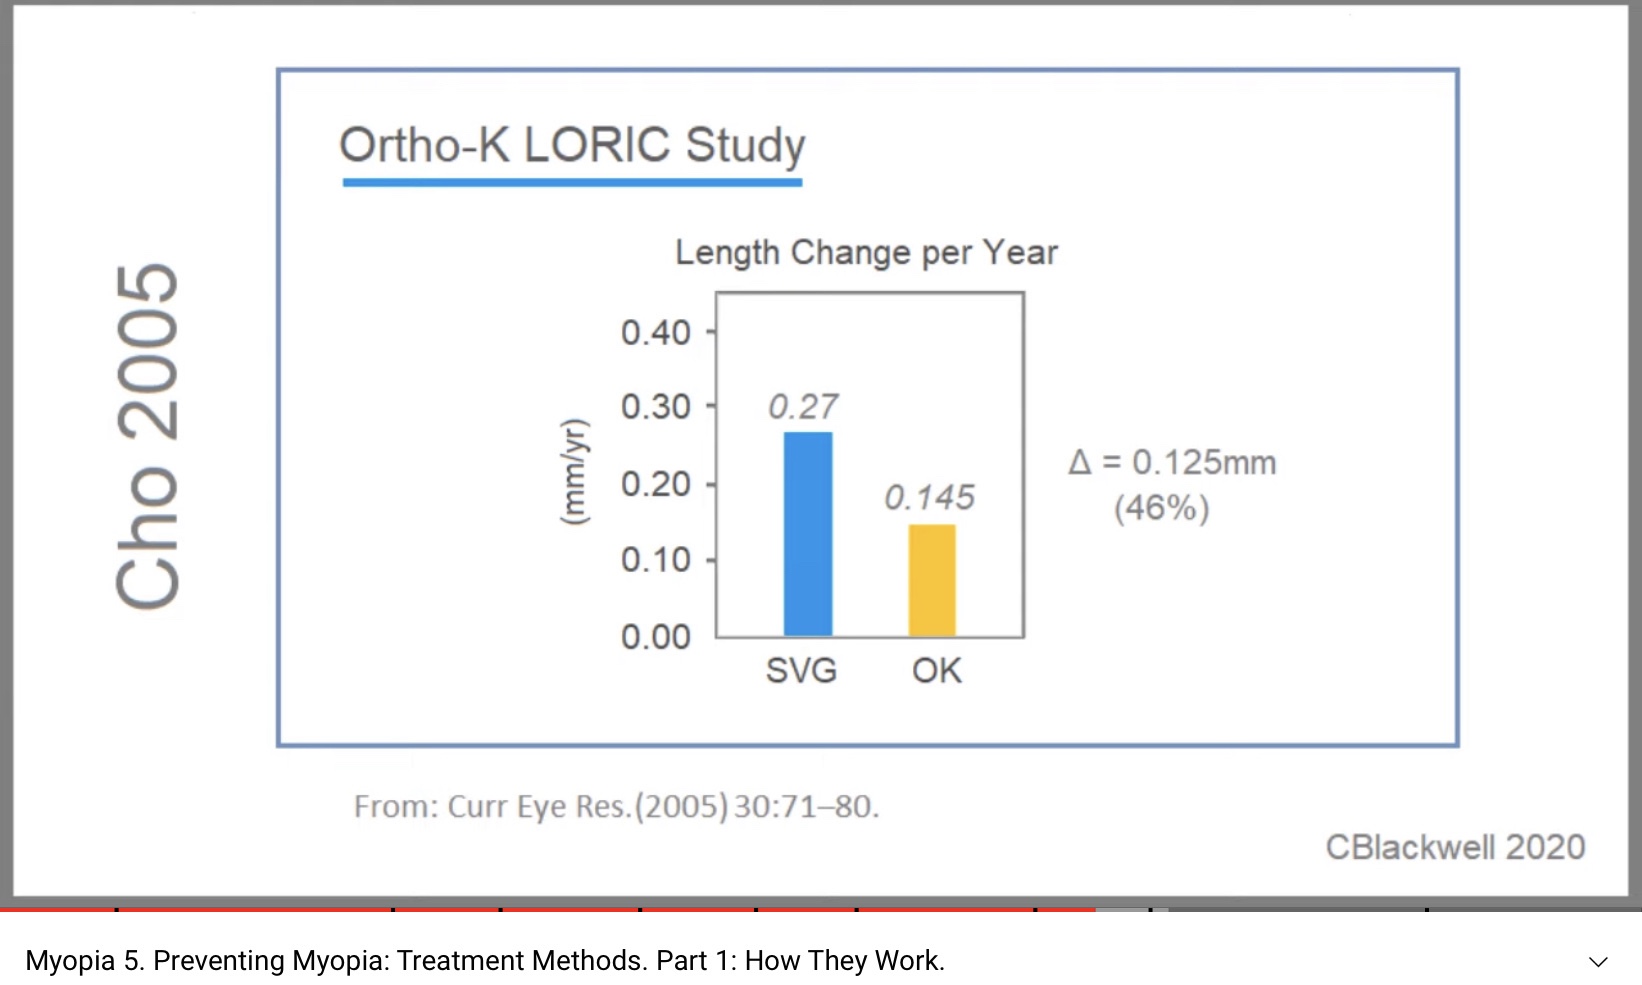 Cho 2005
Ortho-K LORIC Study
Length Change per Year
(mm/yr)
0.40
0.30
0.20
0.10
0.00
0.27
0.145
SVG OK
Δ = 0.125mm
(46%)
From: Curr Eye Res.(2005) 30:71–80.
CBlackwell 2020
Myopia 5. Preventing Myopia: Treatment Methods. Part 1: How They Work.